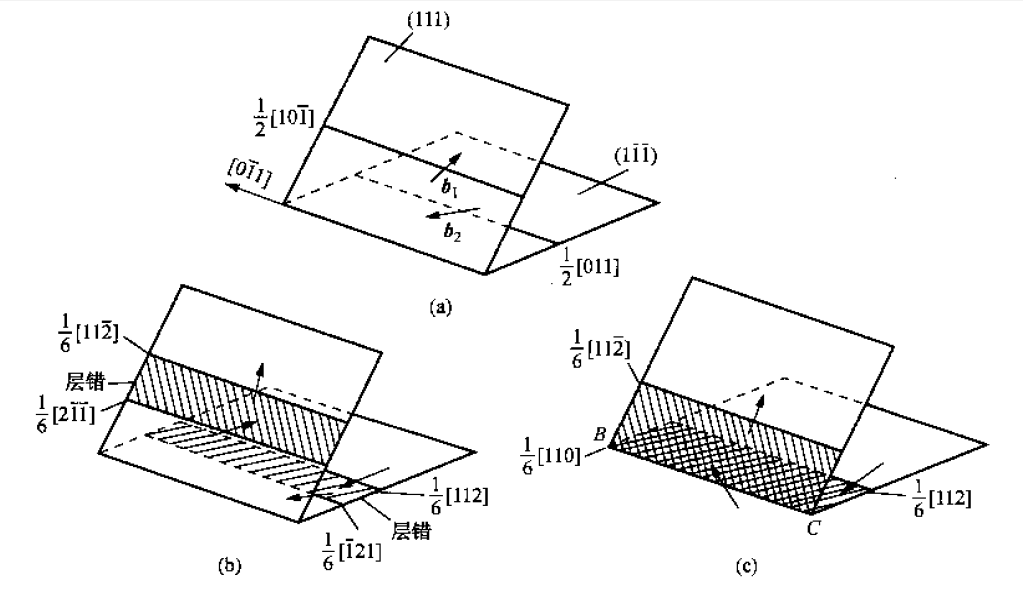 (111)
$\frac{1}{2}[10\bar{1}]$
$(1\bar{1}\bar{1})$
$[0\bar{1}1]$
$b_1$
$b_2$
$\frac{1}{2}[011]$
(a)
$\frac{1}{6}[11\bar{2}]$
层错
$\frac{1}{6}[2\bar{1}\bar{1}]$
$\frac{1}{6}[112]$
层错
$\frac{1}{6}[\bar{1}21]$
(b)
$\frac{1}{6}[11\bar{2}]$
B
$\frac{1}{6}[110]$
$\frac{1}{6}[112]$
C
(c)